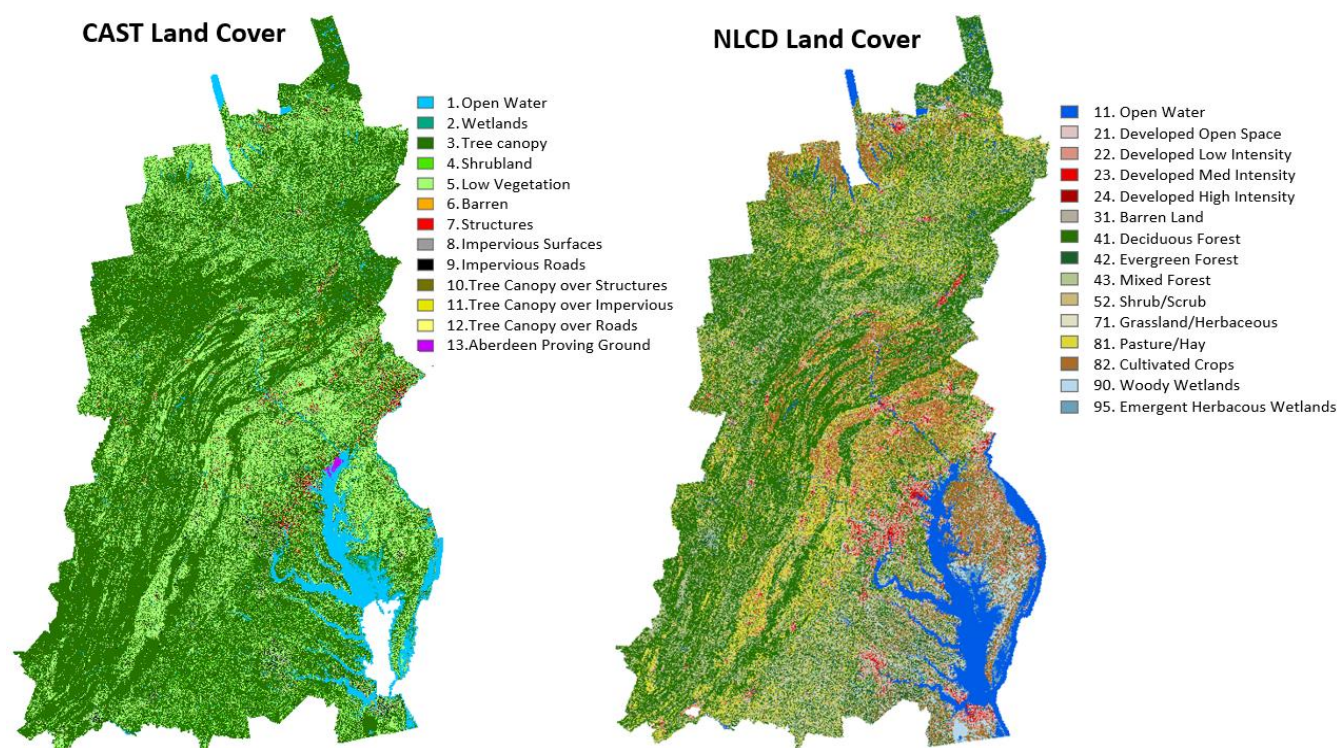 CAST Land Cover
1.Open Water
2.Wetlands
3.Tree canopy
4.Shrubland
5.Low Vegetation
6.Barren
7.Structures
8.Impervious Surfaces
9.Impervious Roads
10.Tree Canopy over Structures
11.Tree Canopy over Impervious
12.Tree Canopy over Roads
13.Aberdeen Proving Ground
NLCD Land Cover
11. Open Water
21. Developed Open Space
22. Developed Low Intensity
23. Developed Med Intensity
24. Developed High Intensity
31. Barren Land
41. Deciduous Forest
42. Evergreen Forest
43. Mixed Forest
52. Shrub/Scrub
71. Grassland/Herbaceous
81. Pasture/Hay
82. Cultivated Crops
90. Woody Wetlands
95. Emergent Herbacous Wetlands